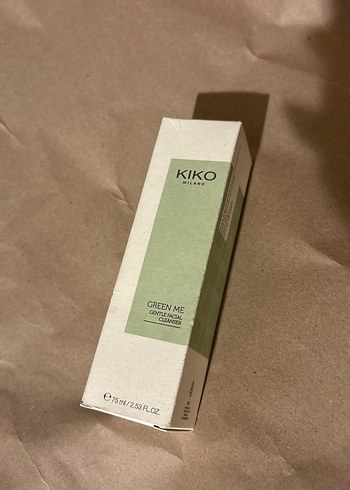 KIKO
MILANO
GREEN ME
GENTLE FACIAL
CLEANSER
℮ 75 ml / 2.53 FL.OZ.